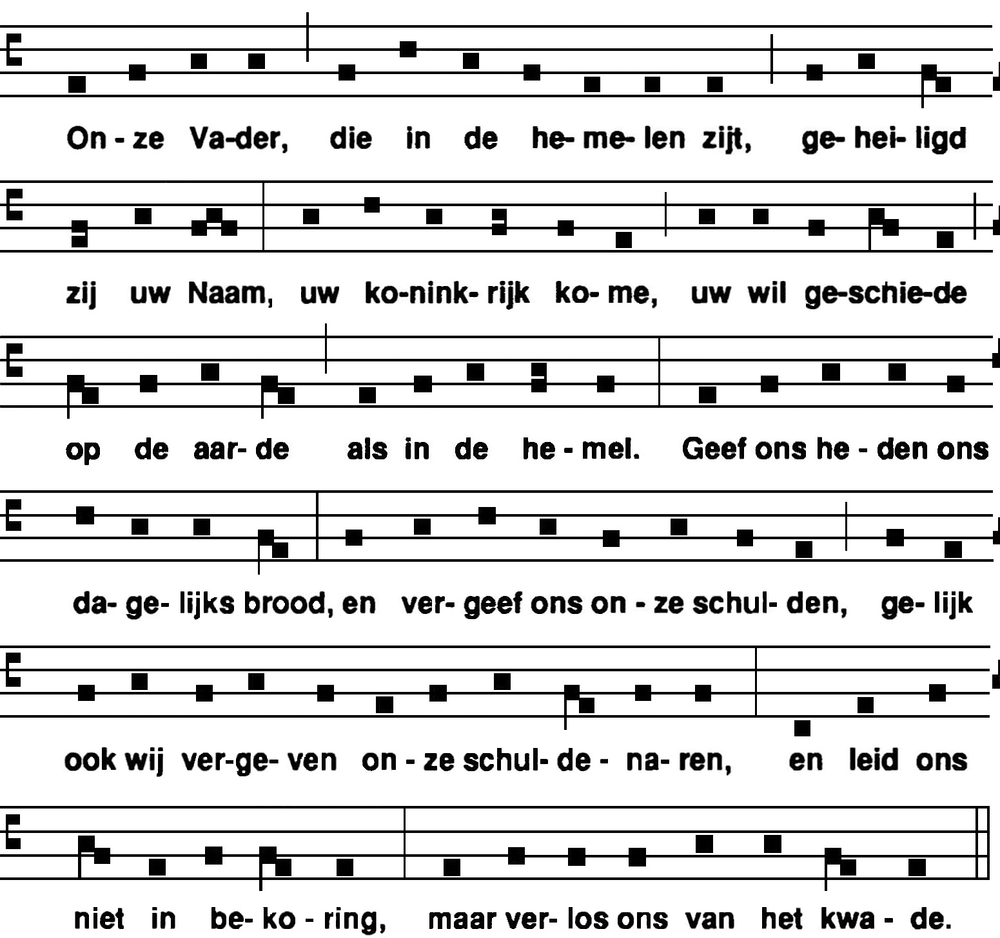 On - ze Va-der, die in de he- me- len zijt, ge- hei- ligd
zij uw Naam, uw ko-nink- rijk ko- me, uw wil ge-schie-de
op de aar- de als in de he - mel. Geef ons he - den ons
da- ge- lijks brood, en ver- geef ons on - ze schul- den, ge- lijk
ook wij ver-ge- ven on - ze schul- de - na- ren, en leid ons
niet in be- ko - ring, maar ver- los ons van het kwa - de.